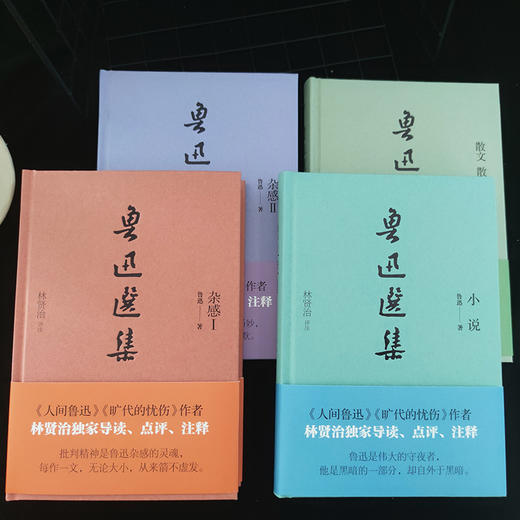 鲁迅
杂感Ⅱ
鲁迅——著
作者
注释
鲁迅
散文 散
鲁迅選集
杂感Ⅰ
鲁迅——著
林贤治 评注
《人间鲁迅》《旷代的忧伤》作者
林贤治独家导读、点评、注释
批判精神是鲁迅杂感的灵魂,
每作一文,无论大小,从来箭不虚发。
鲁迅選集
小说
鲁迅——著
林贤治 评注
《人间鲁迅》《旷代的忧伤》作者
林贤治独家导读、点评、注释
鲁迅是伟大的守夜者,
他是黑暗的一部分,却自外于黑暗。